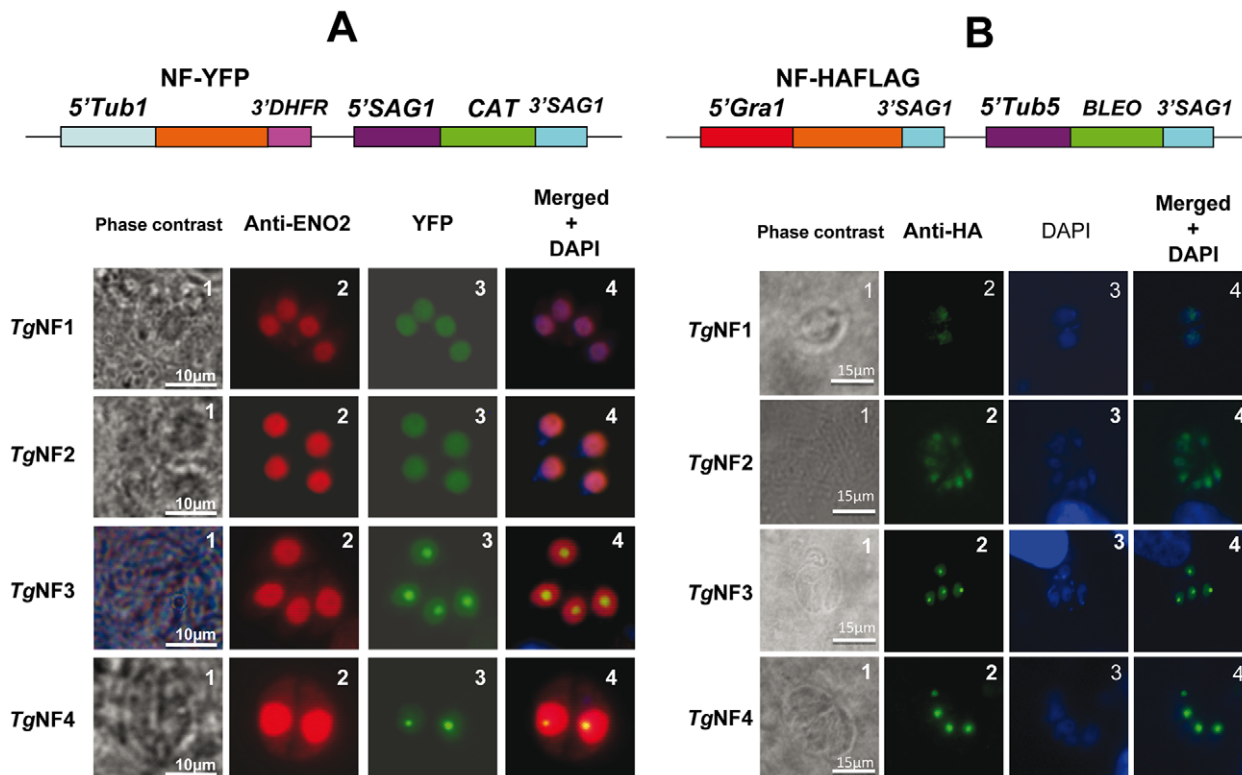 A
NF-YFP
5'Tub1 3'DHFR 5'SAG1 CAT 3'SAG1
Phase contrast Anti-ENO2 YFP Merged + DAPI
TgNF1 1 10µm 2 3 4
TgNF2 1 10µm 2 3 4
TgNF3 1 10µm 2 3 4
TgNF4 1 10µm 2 3 4
B
NF-HAFLAG
5'Gra1 3'SAG1 5'Tub5 BLEO 3'SAG1
Phase contrast Anti-HA DAPI Merged + DAPI
TgNF1 1 15µm 2 3 4
TgNF2 1 15µm 2 3 4
TgNF3 1 15µm 2 3 4
TgNF4 1 15µm 2 3 4